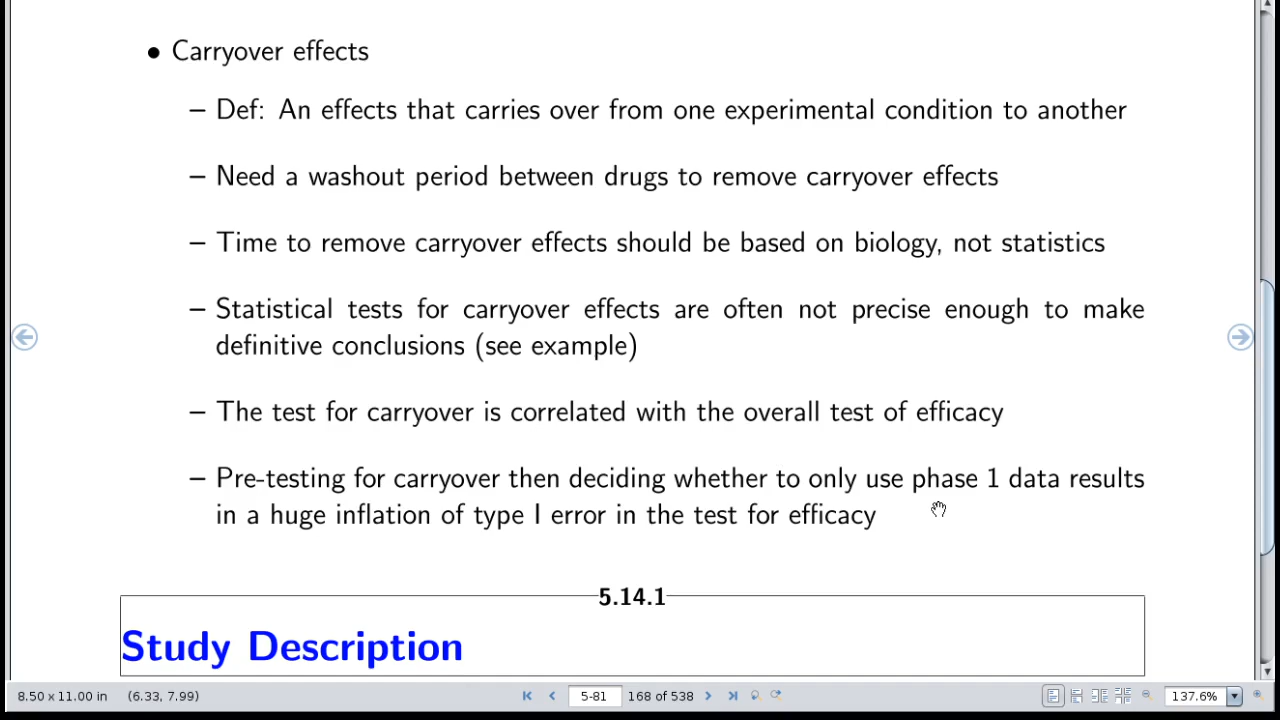 • Carryover effects
– Def: An effects that carries over from one experimental condition to another
– Need a washout period between drugs to remove carryover effects
– Time to remove carryover effects should be based on biology, not statistics
– Statistical tests for carryover effects are often not precise enough to make
definitive conclusions (see example)
– The test for carryover is correlated with the overall test of efficacy
– Pre-testing for carryover then deciding whether to only use phase 1 data results
in a huge inflation of type I error in the test for efficacy
5.14.1
Study Description
8.50 x 11.00 in (6.33, 7.99) 5-81 168 of 538 137.6%